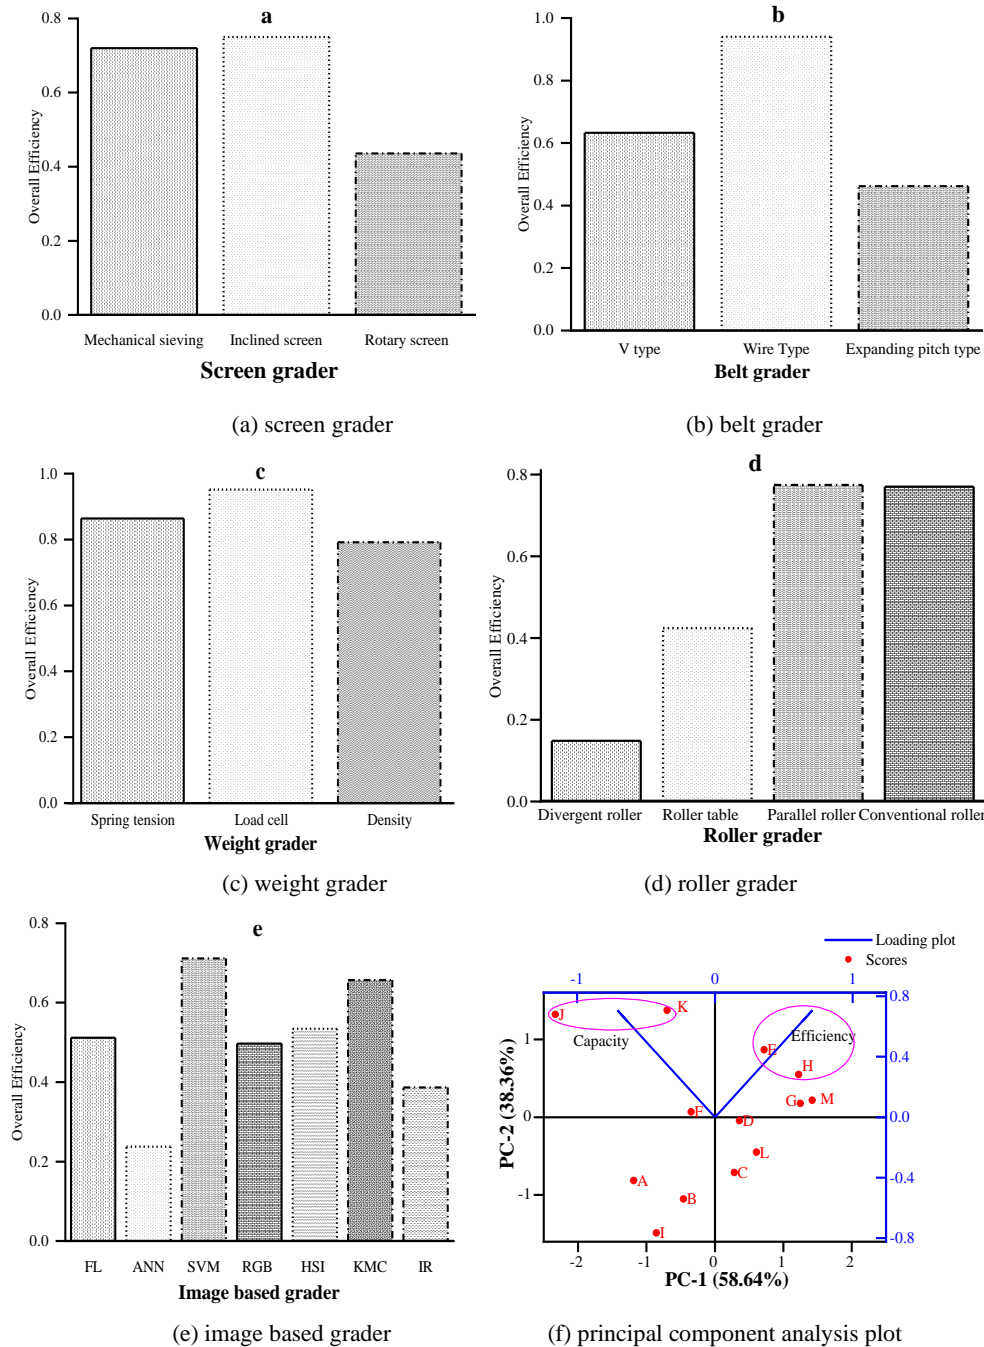 a
0.8
0.6
0.4
0.2
0.0
Overall Efficiency
Mechanical sieving
Inclined screen
Rotary screen
Screen grader
(a) screen grader
b
1.0
0.8
0.6
0.4
0.2
0.0
Overall Efficiency
V type
Wire Type
Expanding pitch type
Belt grader
(b) belt grader
c
1.0
0.8
0.6
0.4
0.2
0.0
Overall Efficiency
Spring tension
Load cell
Density
Weight grader
(c) weight grader
d
0.8
0.6
0.4
0.2
0.0
Overall Efficiency
Divergent roller
Roller table
Parallel roller
Conventional roller
Roller grader
(d) roller grader
e
0.8
0.6
0.4
0.2
0.0
Overall Efficiency
FL
ANN
SVM
RGB
HSI
KMC
IR
Image based grader
(e) image based grader
Loading plot
Scores
-1
0
1
J
K
Capacity
E
Efficiency
H
G
M
F
D
L
C
A
B
I
1
0
-1
PC-2 (38.36%)
0.8
0.4
0.0
-0.4
-0.8
-2
-1
0
1
2
PC-1 (58.64%)
(f) principal component analysis plot